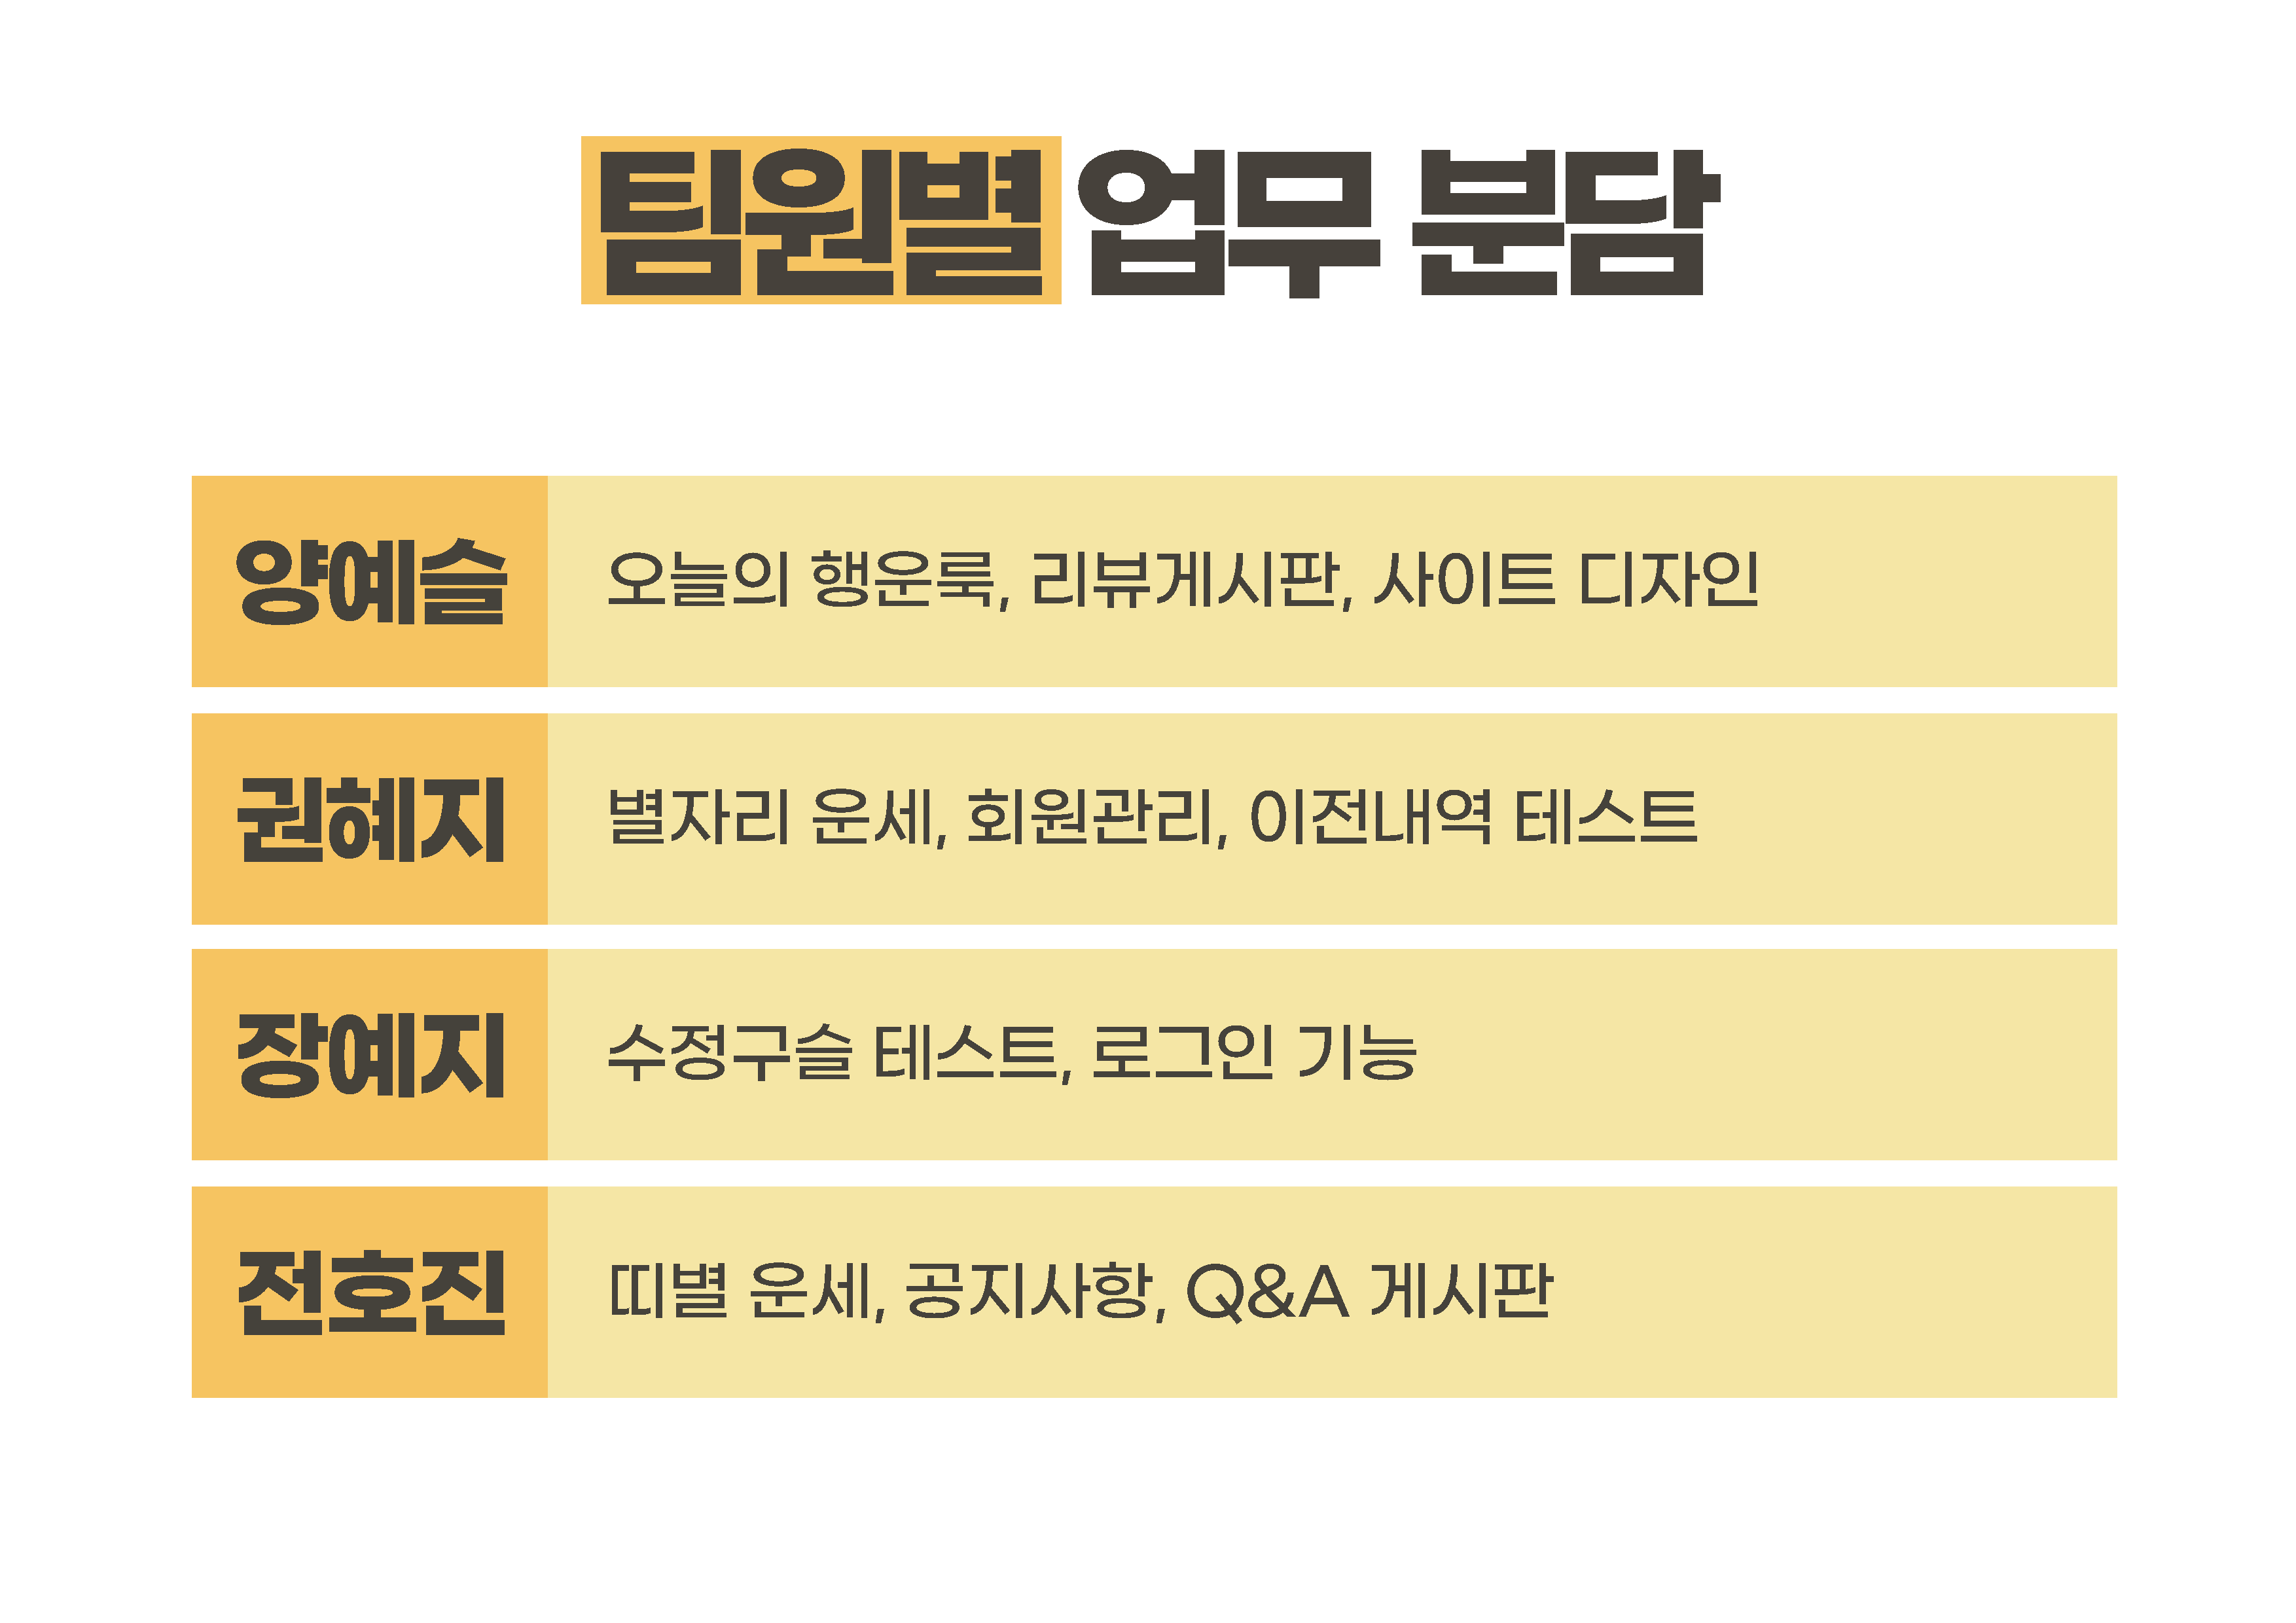 팀원별 업무 분담
양예슬
오늘의 행운룩, 리뷰게시판, 사이트 디자인
권혜지
별자리 운세, 회원관리, 이전내역 테스트
장예지
수정구슬 테스트, 로그인 기능
전호진
띠별 운세, 공지사항, Q&A 게시판